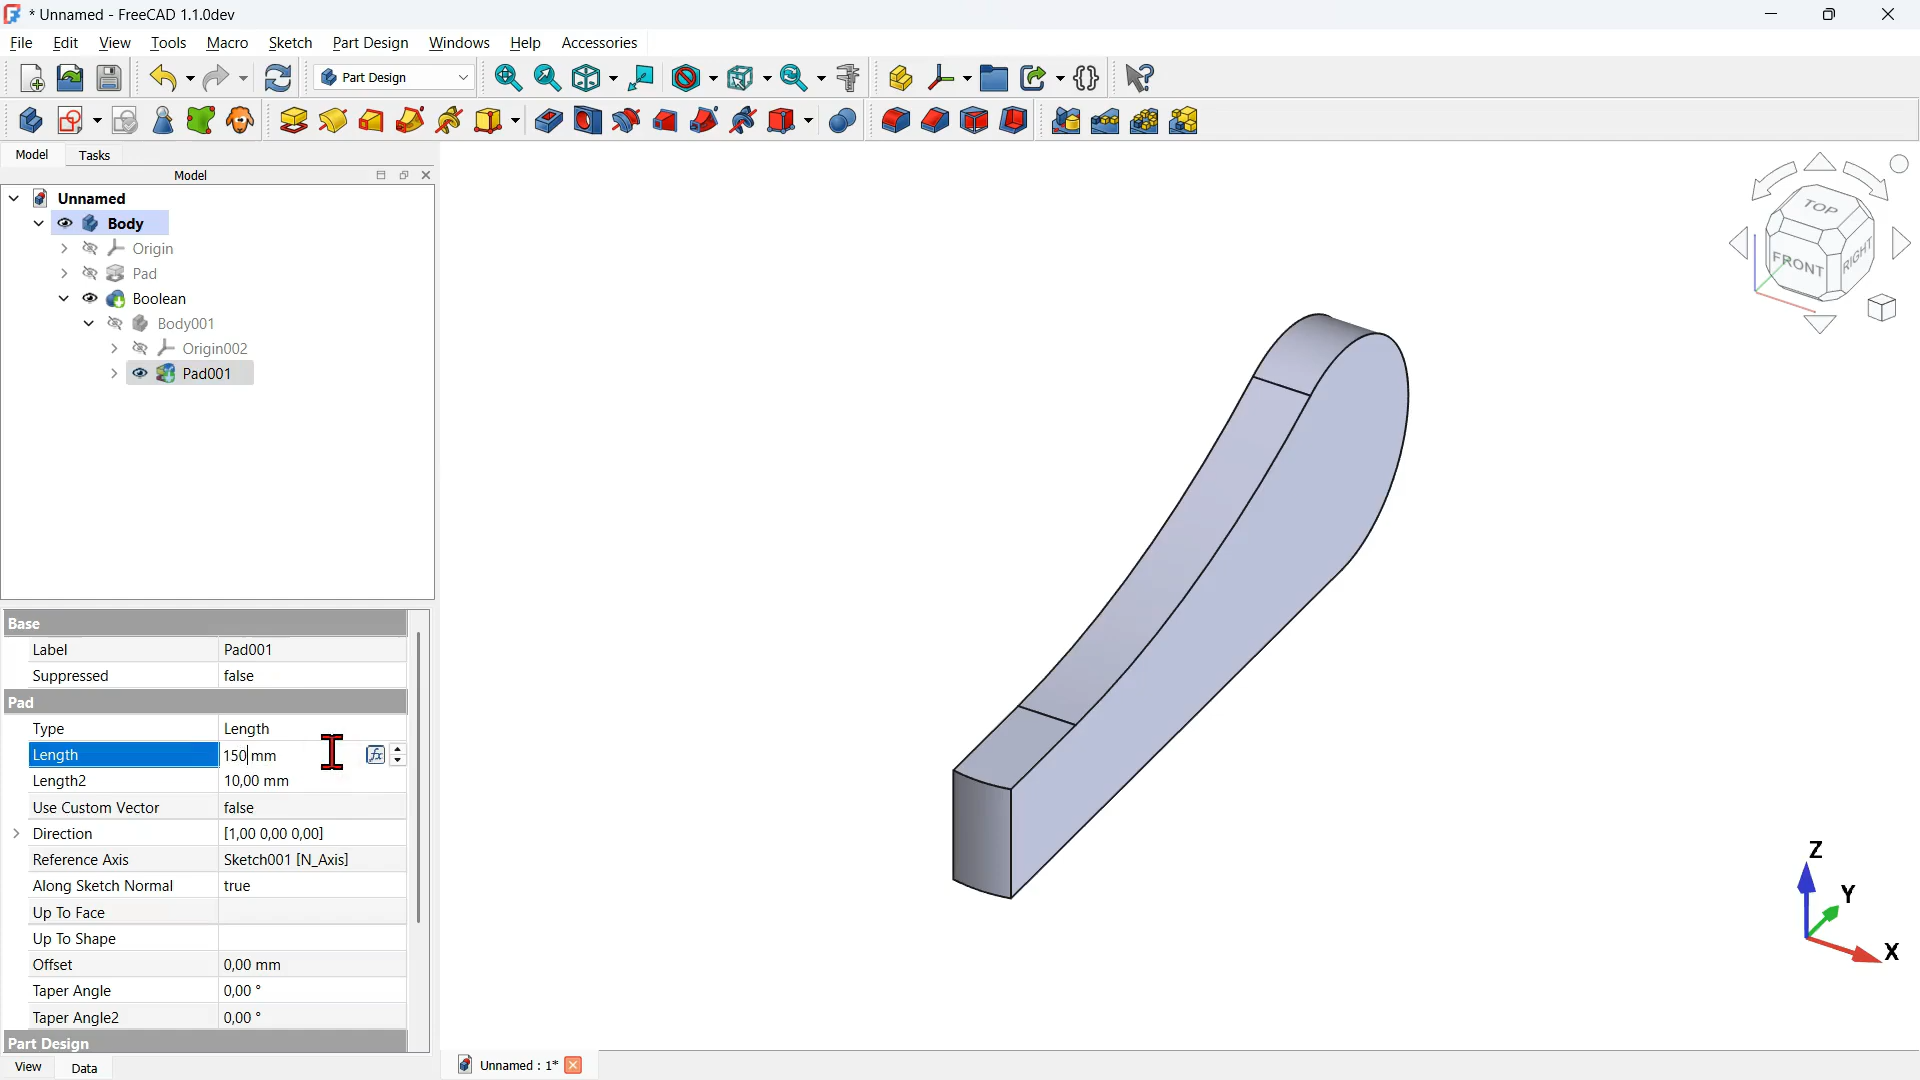 * Unnamed - FreeCAD 1.1.0dev
File Edit View Tools Macro Sketch Part Design Windows Help Accessories
Part Design
Model Tasks
Model
Unnamed
Body
Origin
Pad
Boolean
Body001
Origin002
Pad001
TOP
FRONT
RIGHT
Base
Label Pad001
Suppressed false
Pad
Type Length
Length 150 mm
Length2 10,00 mm
Use Custom Vector false
Direction [1,00 0,00 0,00]
Reference Axis Sketch001 [N_Axis]
Along Sketch Normal true
Up To Face
Up To Shape
Offset 0,00 mm
Taper Angle 0,00 °
Taper Angle2 0,00 °
Part Design
View Data
Unnamed : 1*
Z
Y
X